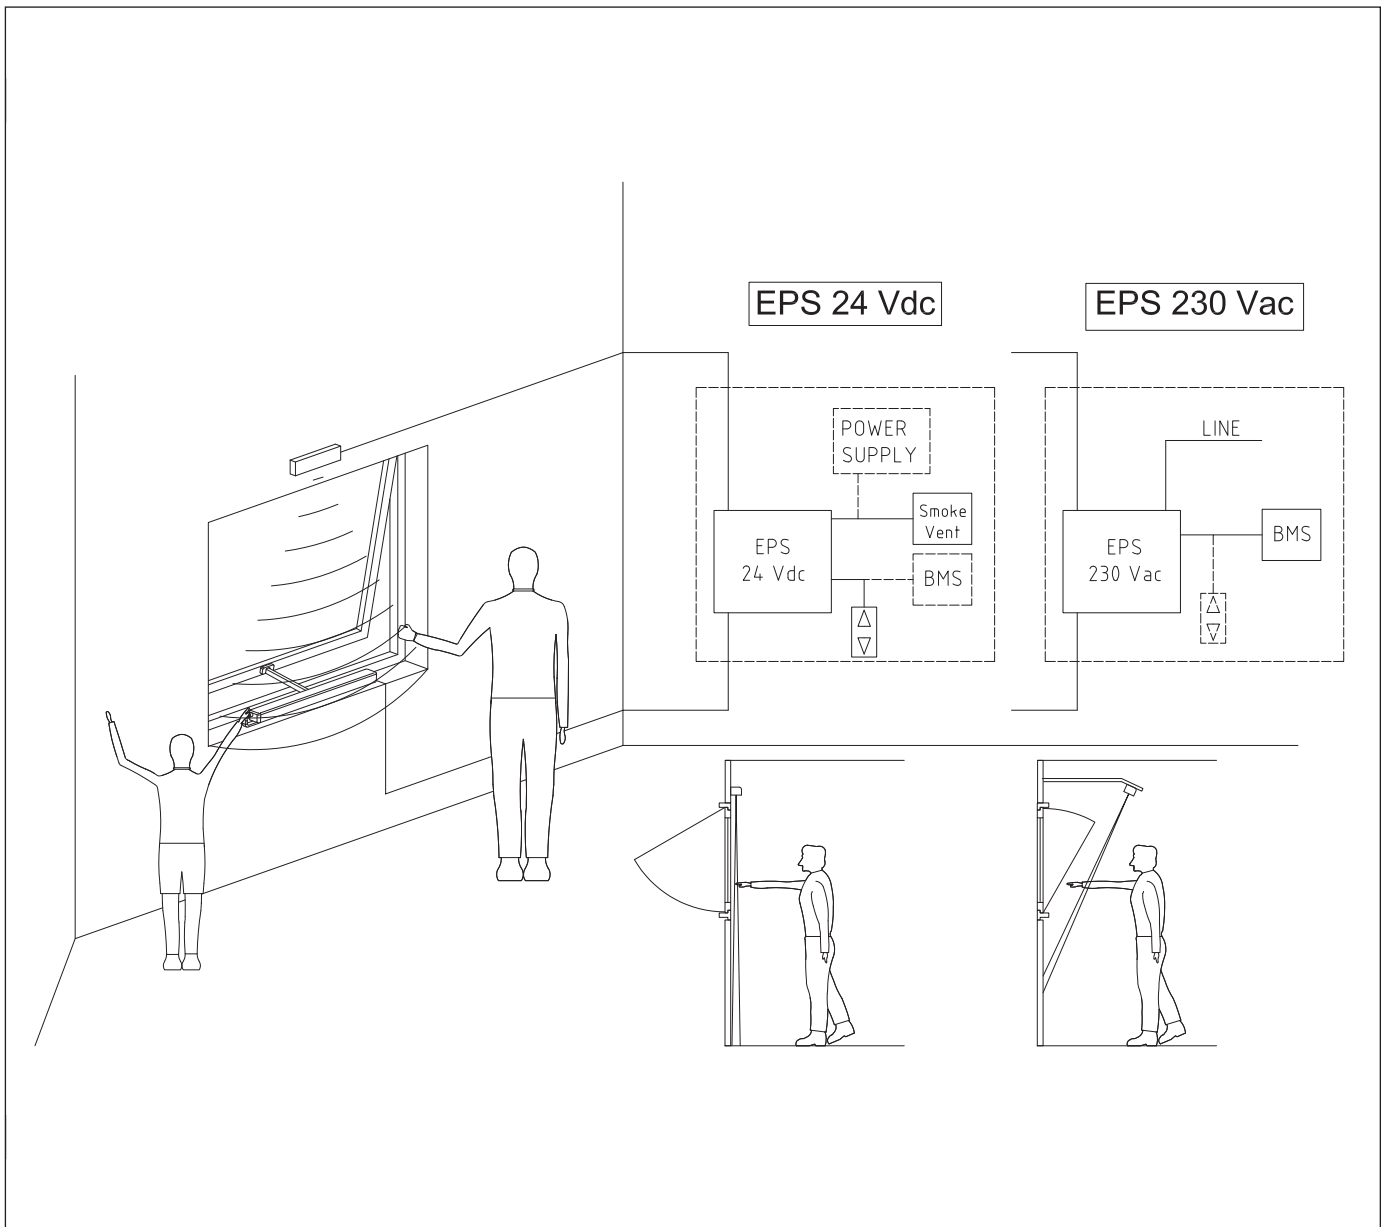 EPS 24 Vdc
EPS 230 Vac
POWER
SUPPLY
Smoke
Vent
EPS
24 Vdc
BMS
LINE
EPS
230 Vac
BMS